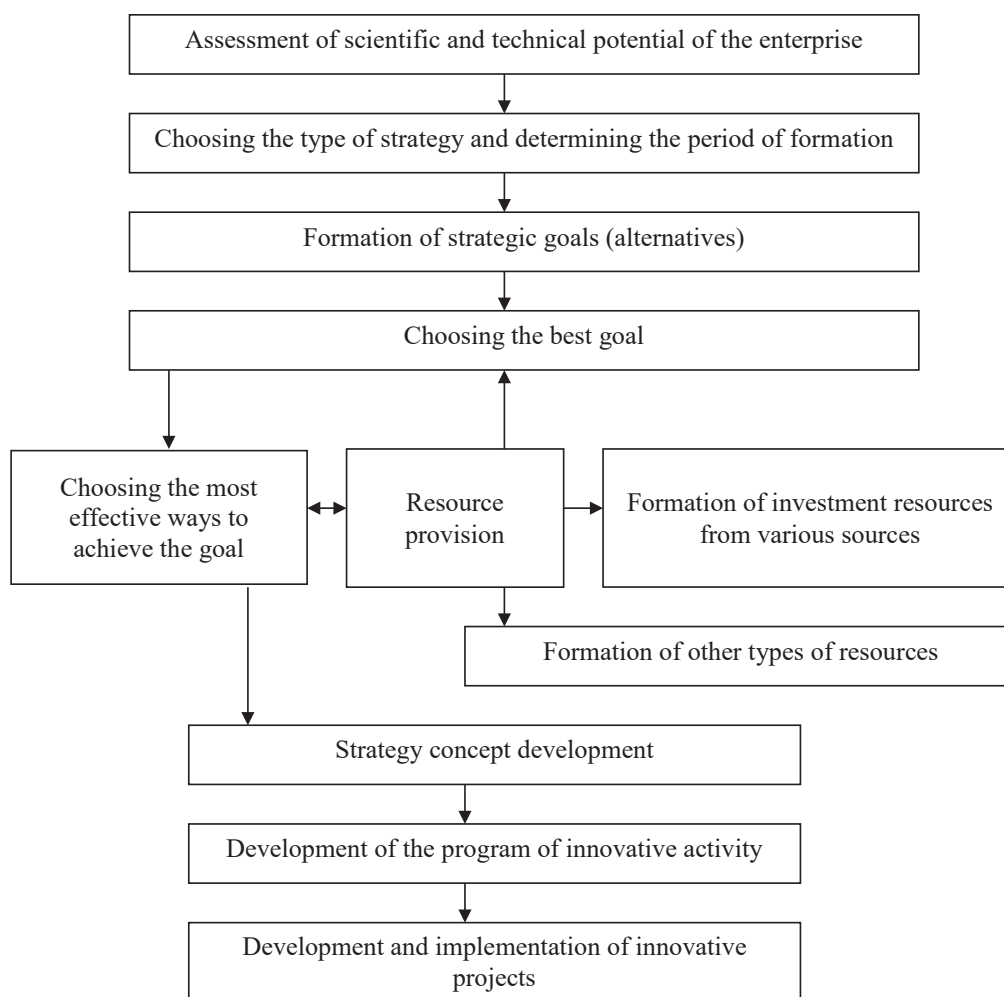 Assessment of scientific and technical potential of the enterprise
Choosing the type of strategy and determining the period of formation
Formation of strategic goals (alternatives)
Choosing the best goal
Choosing the most
effective ways to
achieve the goal
Resource
provision
Formation of investment resources
from various sources
Formation of other types of resources
Strategy concept development
Development of the program of innovative activity
Development and implementation of innovative
projects